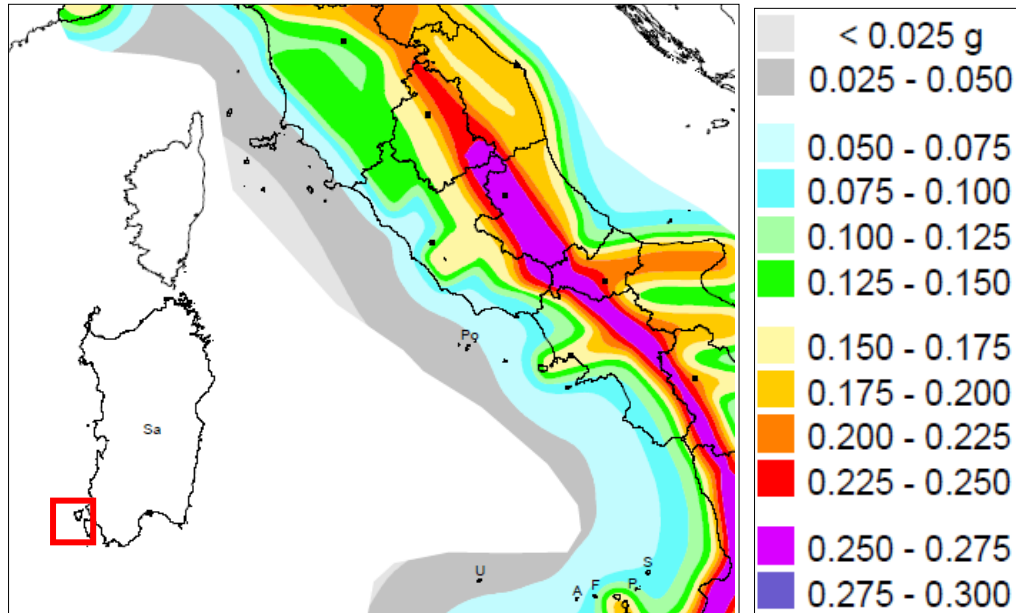 Po
Sa
S
U
P
F
A
< 0.025 g
0.025 - 0.050
0.050 - 0.075
0.075 - 0.100
0.100 - 0.125
0.125 - 0.150
0.150 - 0.175
0.175 - 0.200
0.200 - 0.225
0.225 - 0.250
0.250 - 0.275
0.275 - 0.300